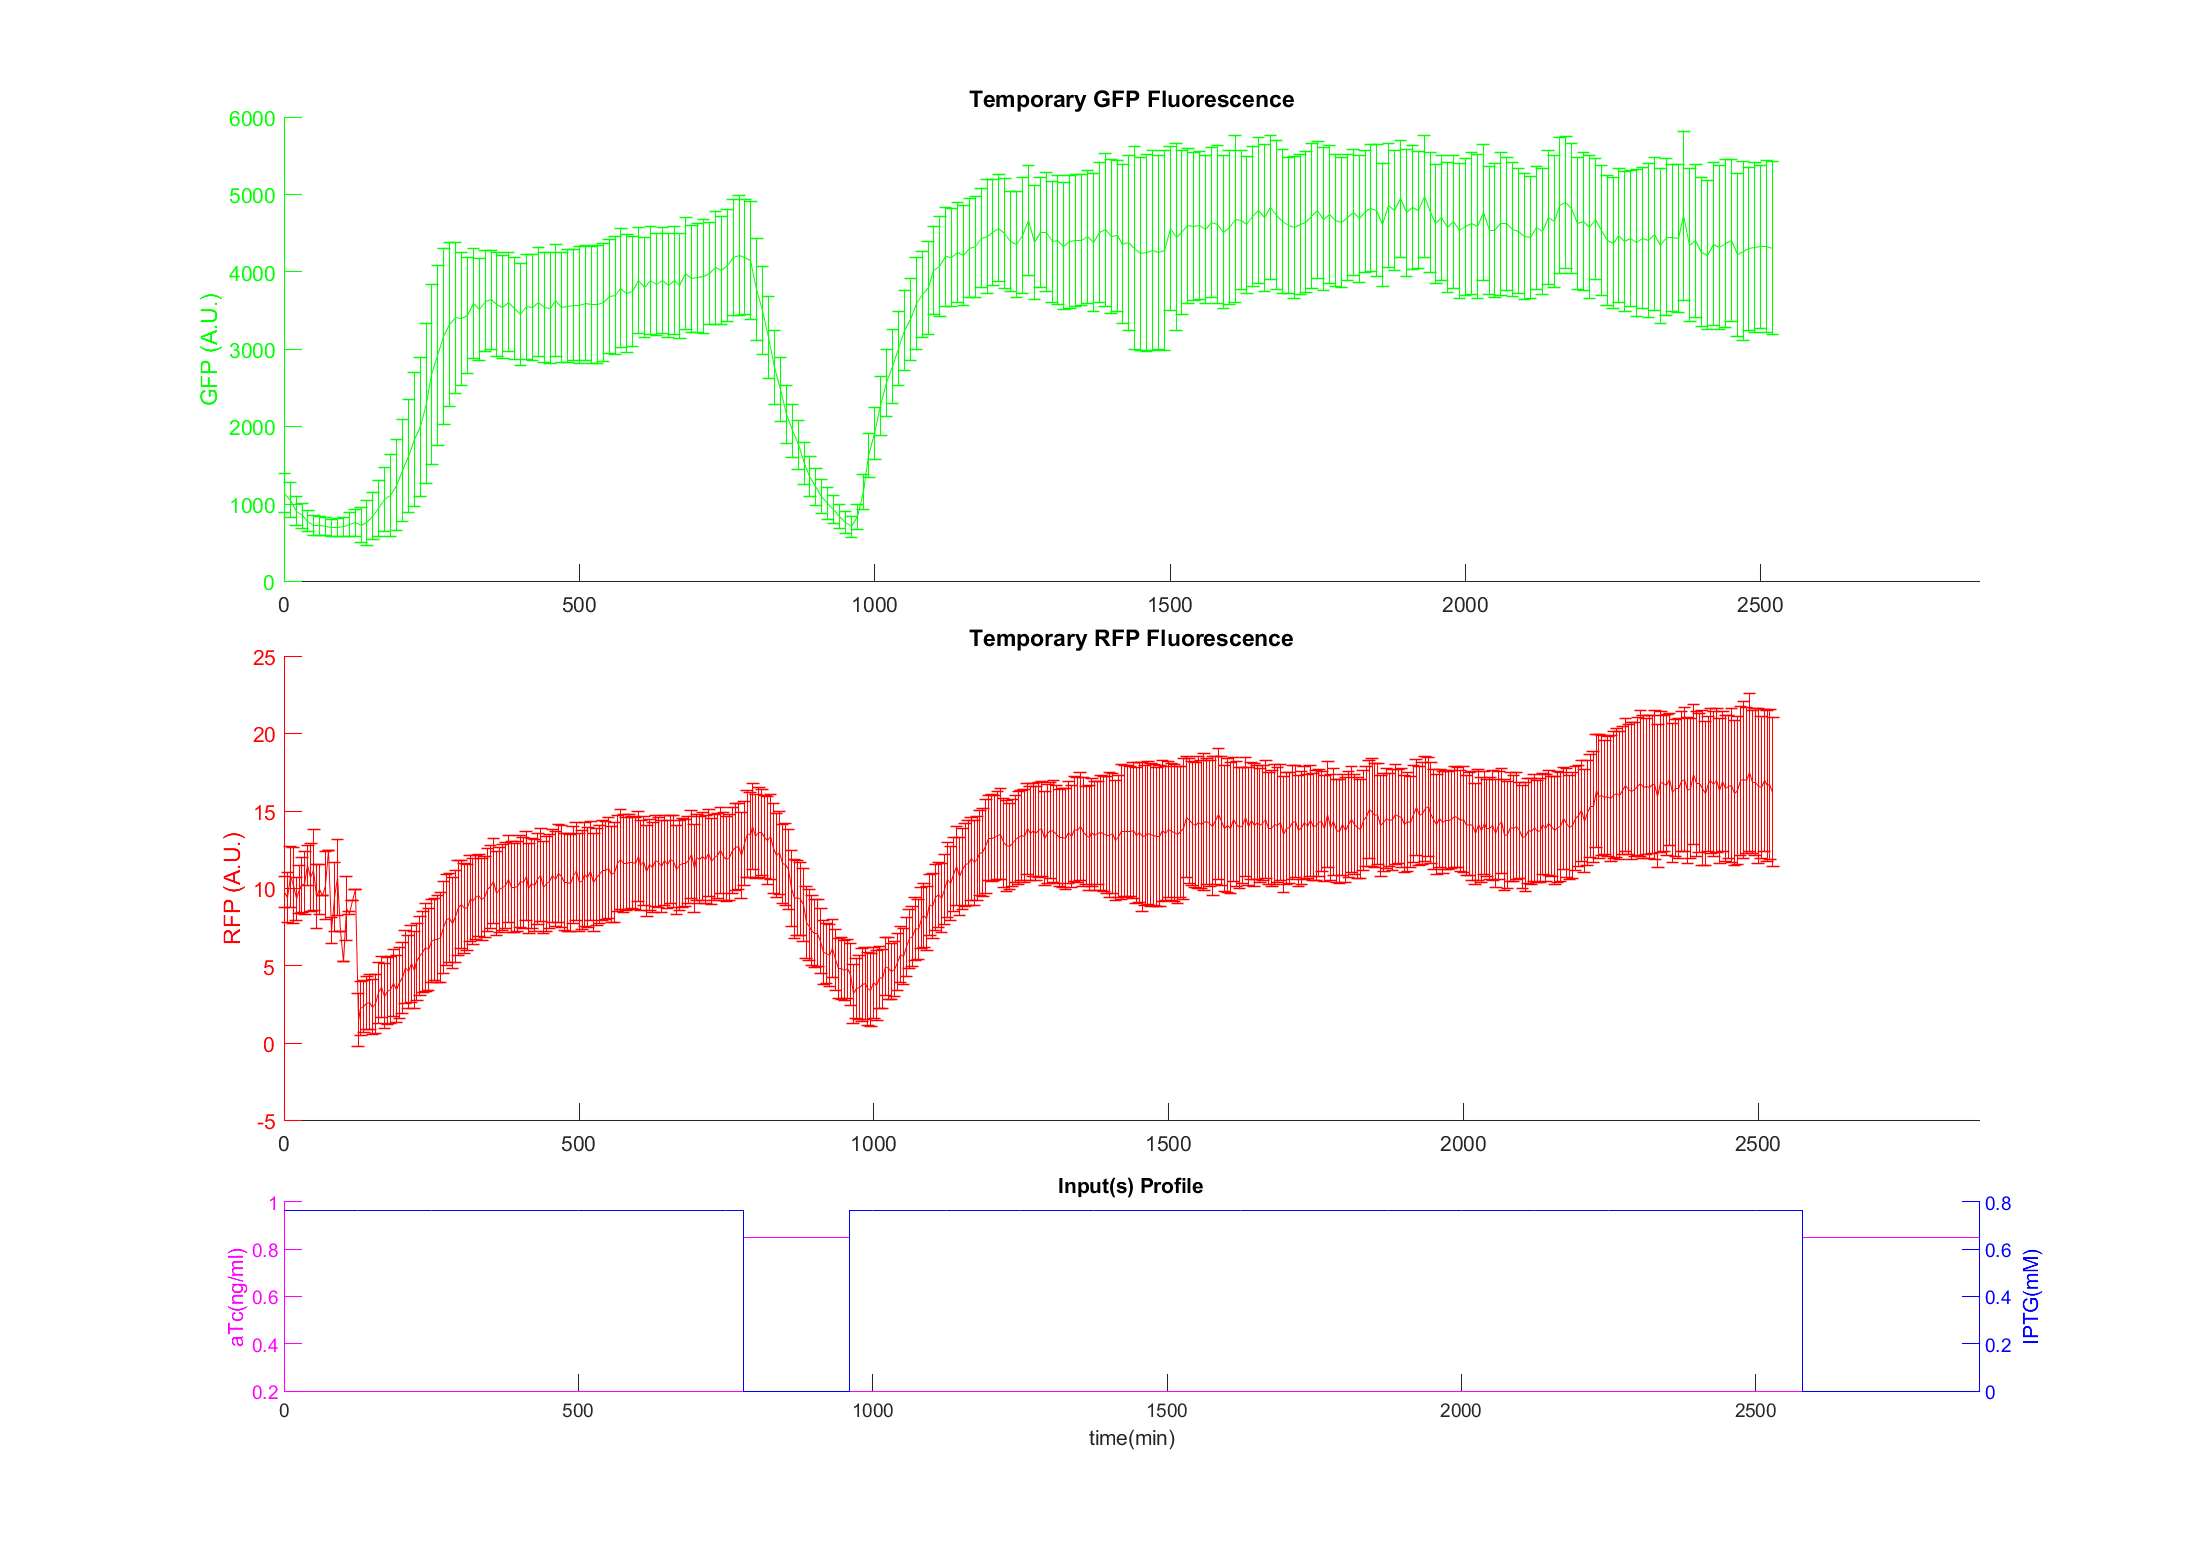 Temporary GFP Fluorescence
6000
5000
4000
3000
2000
1000
0
GFP (A.U.)
0 500 1000 1500 2000 2500
Temporary RFP Fluorescence
25
20
15
10
5
0
-5
RFP (A.U.)
0 500 1000 1500 2000 2500
Input(s) Profile
1
0.8
0.6
0.4
0.2
aTc(ng/ml)
0.8
0.6
0.4
0.2
0
IPTG(mM)
0 500 1000 1500 2000 2500
time(min)